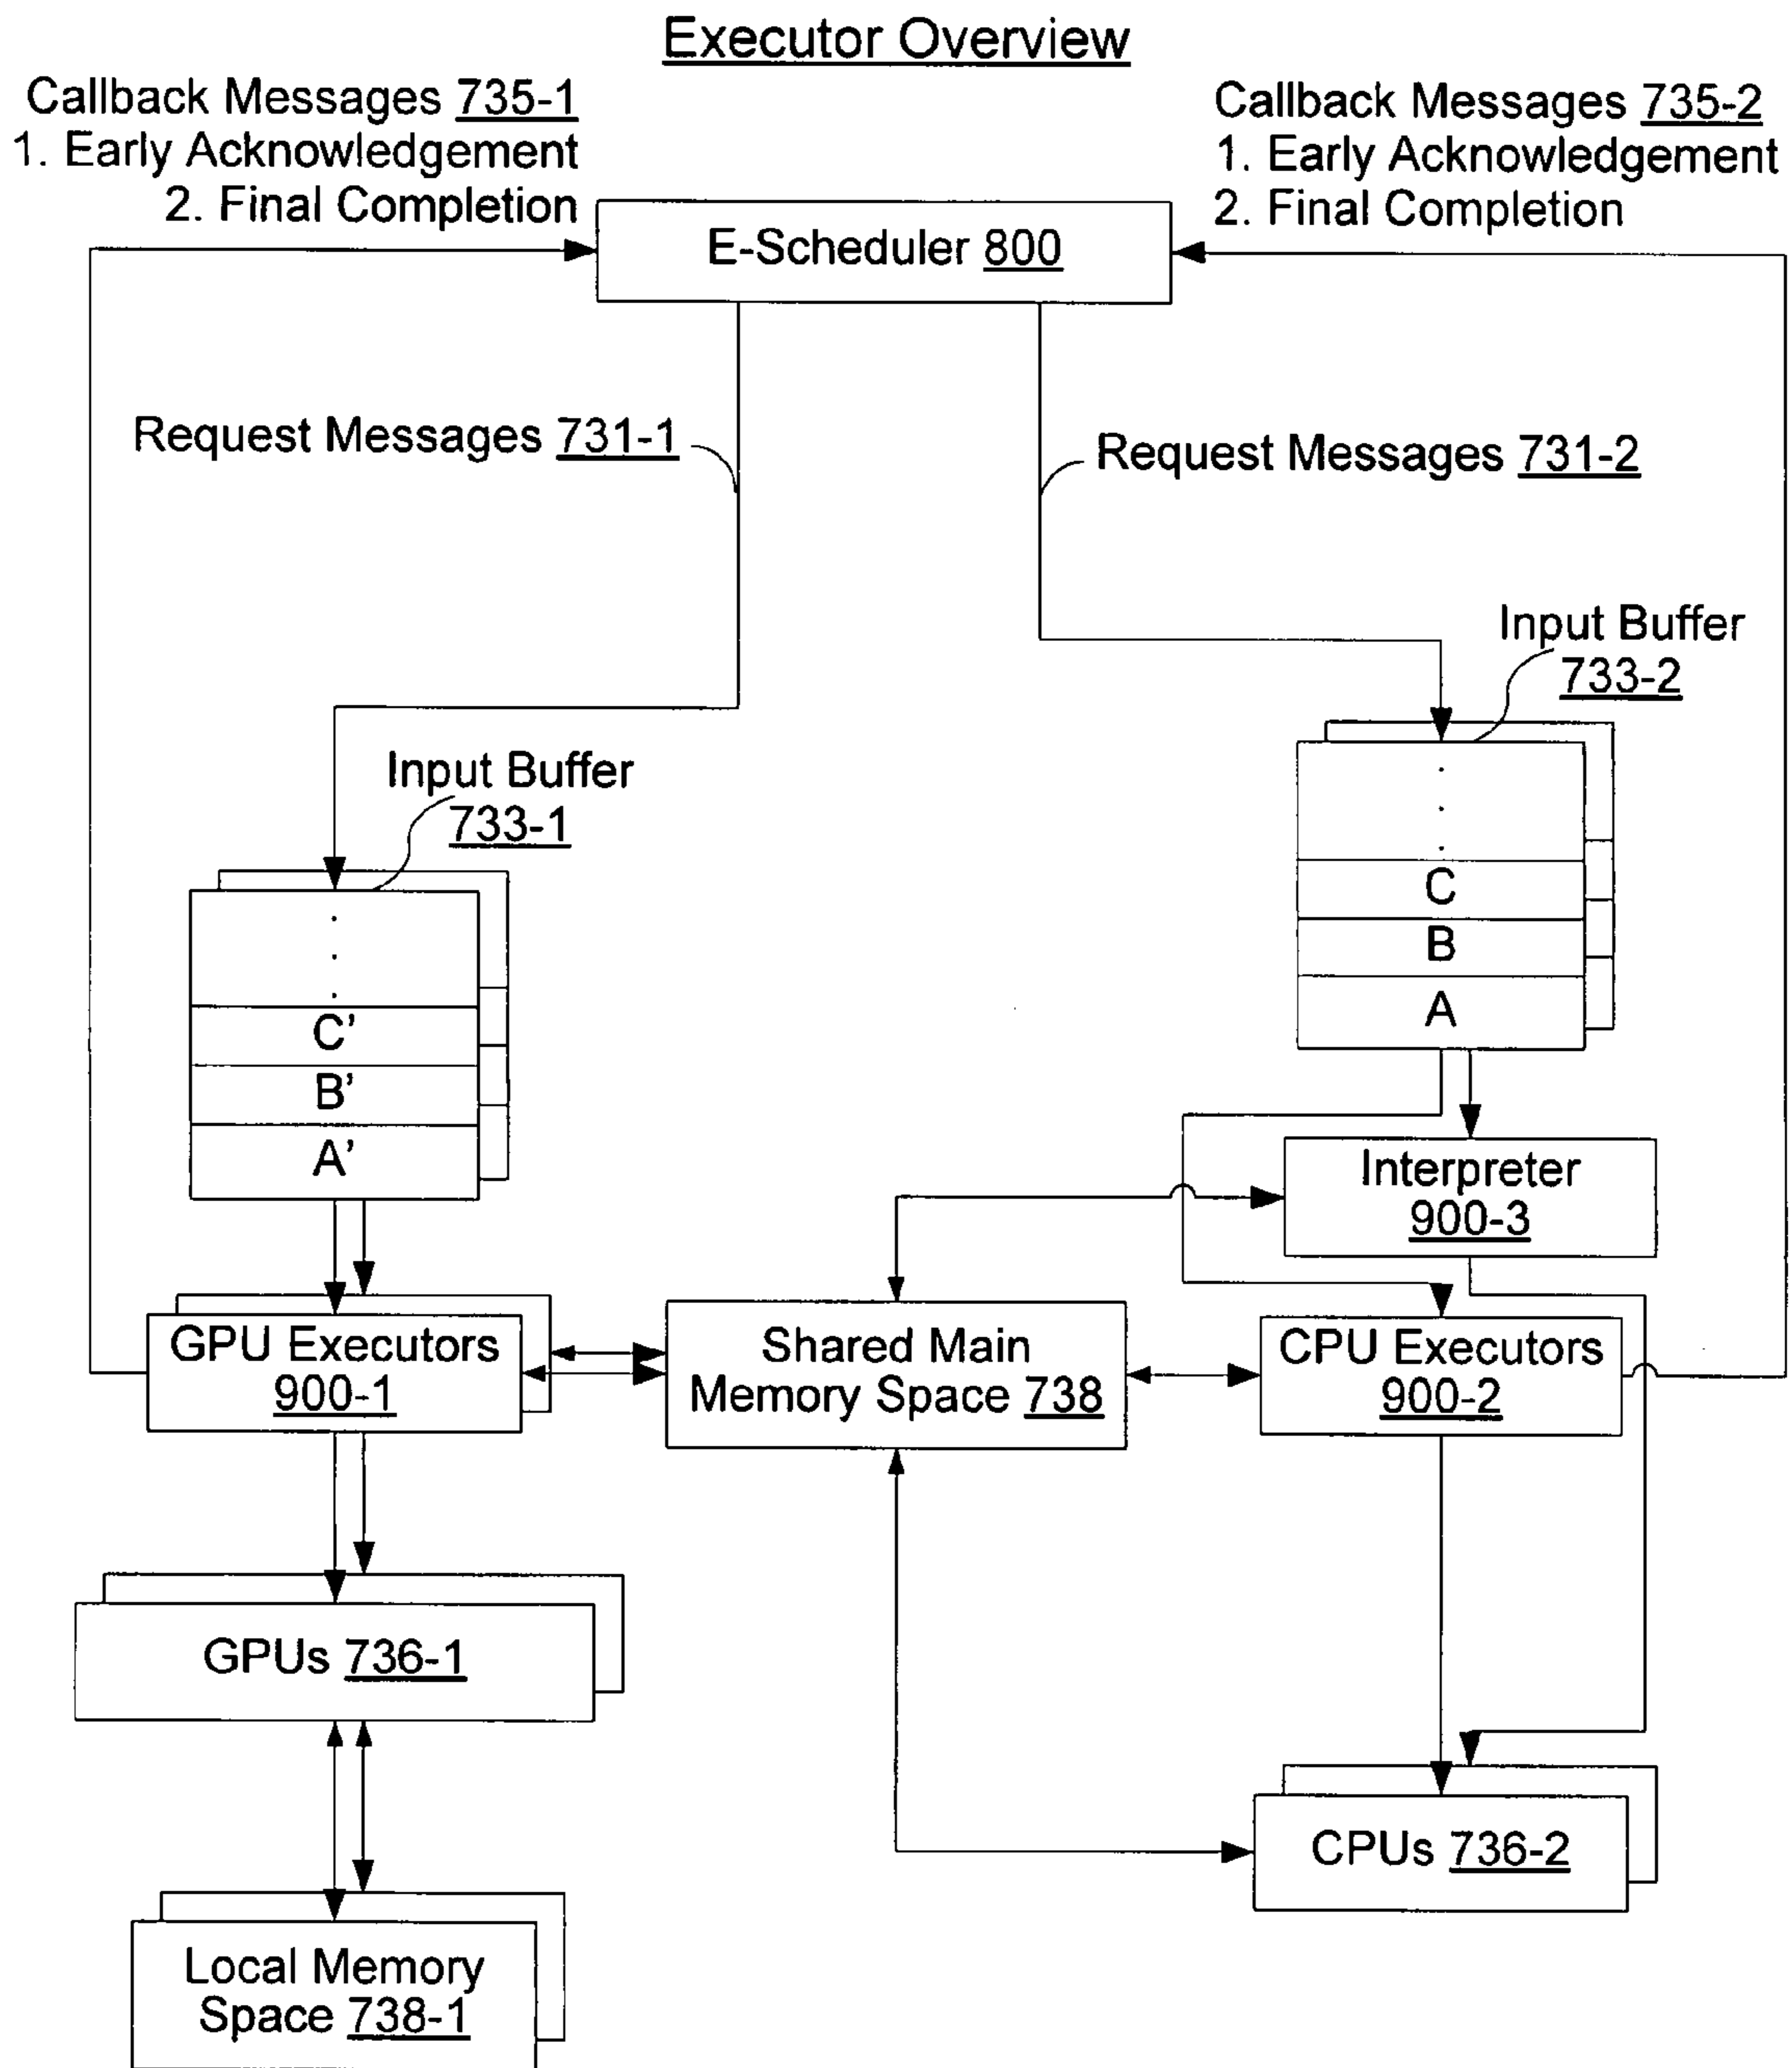 Executor Overview
Callback Messages 735-1
1. Early Acknowledgement
2. Final Completion
Callback Messages 735-2
1. Early Acknowledgement
2. Final Completion
E-Scheduler 800
Request Messages 731-1
Request Messages 731-2
Input Buffer
733-2
Input Buffer
733-1
C
B
A
C’
B’
A’
Interpreter
900-3
GPU Executors
900-1
Shared Main
Memory Space 738
CPU Executors
900-2
GPUs 736-1
CPUs 736-2
Local Memory
Space 738-1